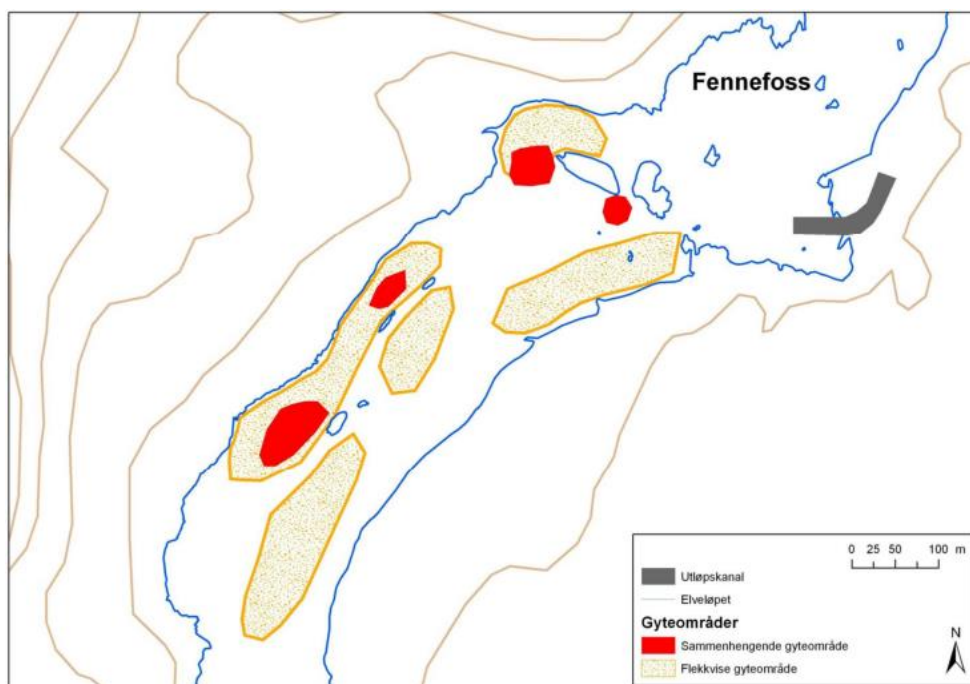 Fennefoss
0 25 50 100 m
Utløpskanal
Elveløpet
Gyteområder
N
Sammenhengende gyteområde
Flekkvise gyteområde